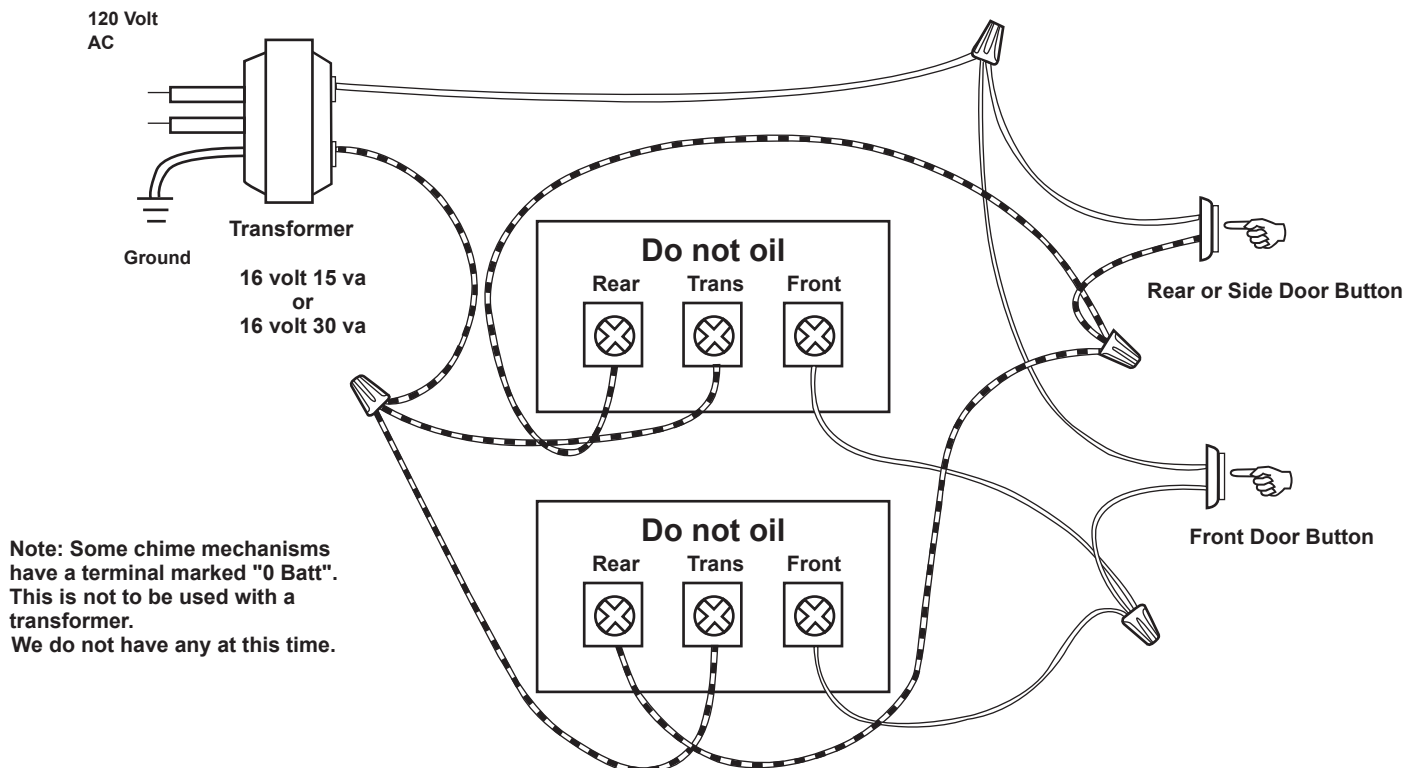 120 Volt
AC
Ground
Transformer
16 volt 15 va
or
16 volt 30 va
Do not oil
Rear Trans Front
Rear or Side Door Button
Do not oil
Rear Trans Front
Front Door Button
Note: Some chime mechanisms
have a terminal marked "0 Batt".
This is not to be used with a
transformer.
We do not have any at this time.